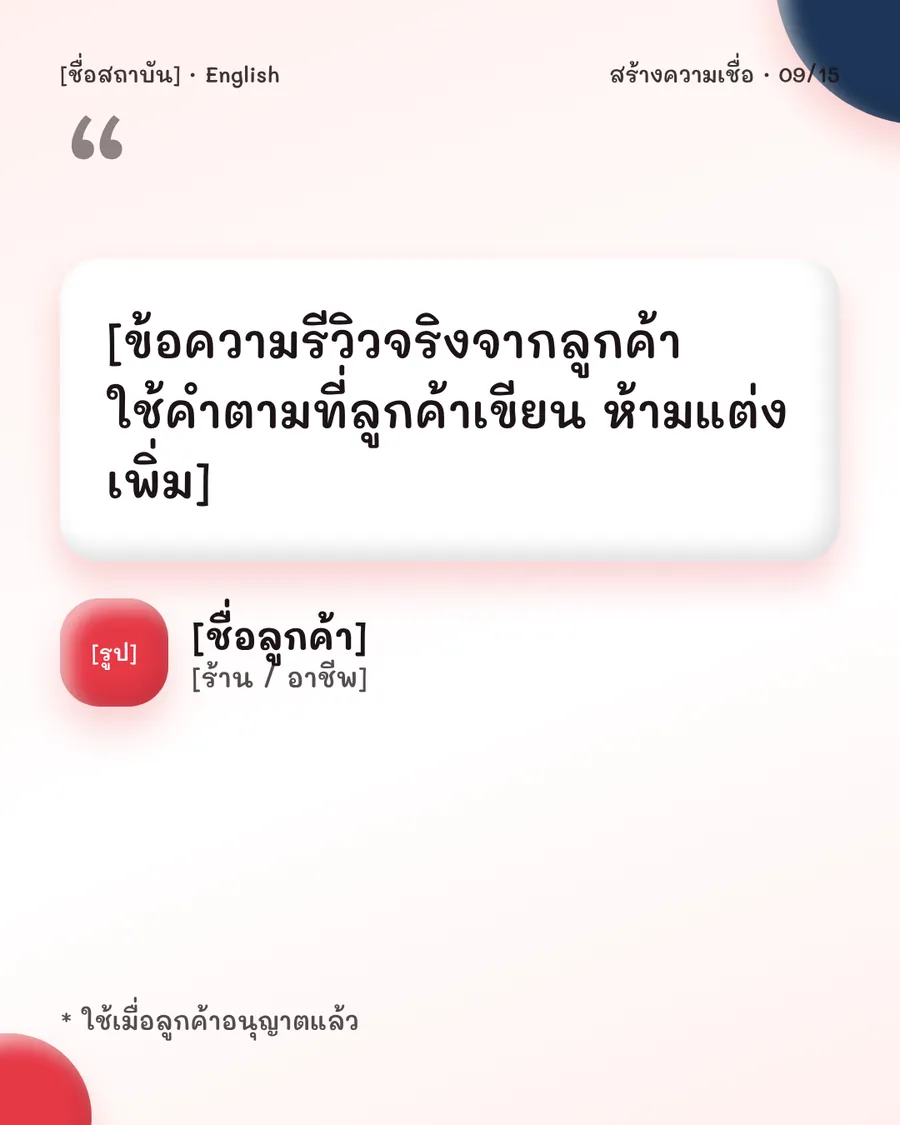 [ชื่อสถาบัน] · English
สร้างความเชื่อ · 09/15
“
[ข้อความรีวิวจริงจากลูกค้า
ใช้คำตามที่ลูกค้าเขียน ห้ามแต่ง
เพิ่ม]
[รูป]
[ชื่อลูกค้า]
[ร้าน / อาชีพ]
* ใช้เมื่อลูกค้าอนุญาตแล้ว